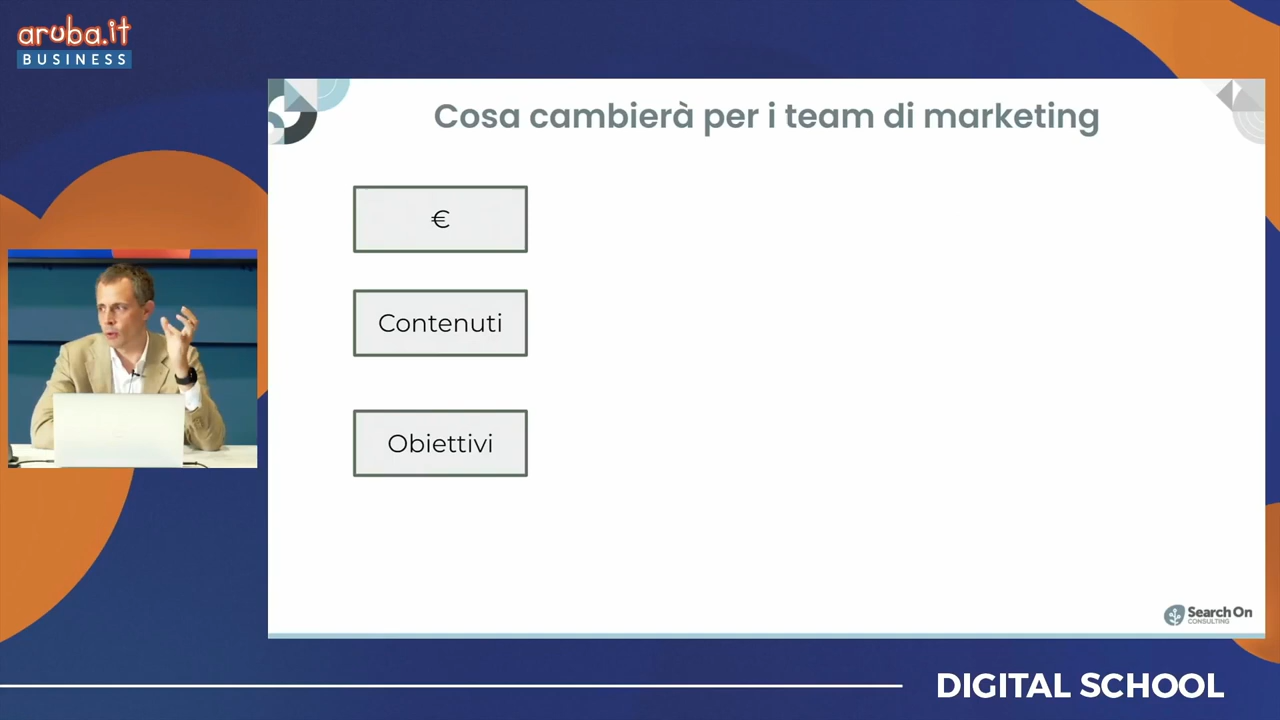 aruba.it
BUSINESS
Cosa cambierà per i team di marketing
€
Contenuti
Obiettivi
Search On
CONSULTING
DIGITAL SCHOOL